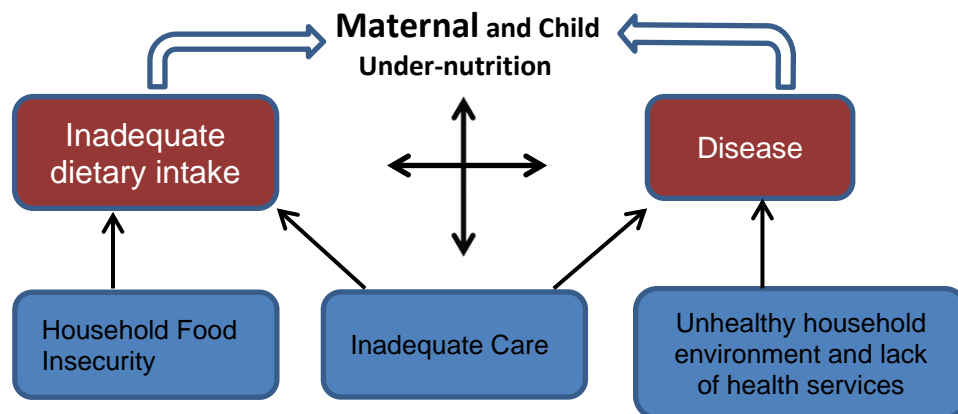 Maternal and Child
Under-nutrition
Inadequate
dietary intake
Disease
Household Food
Insecurity
Inadequate Care
Unhealthy household
environment and lack
of health services